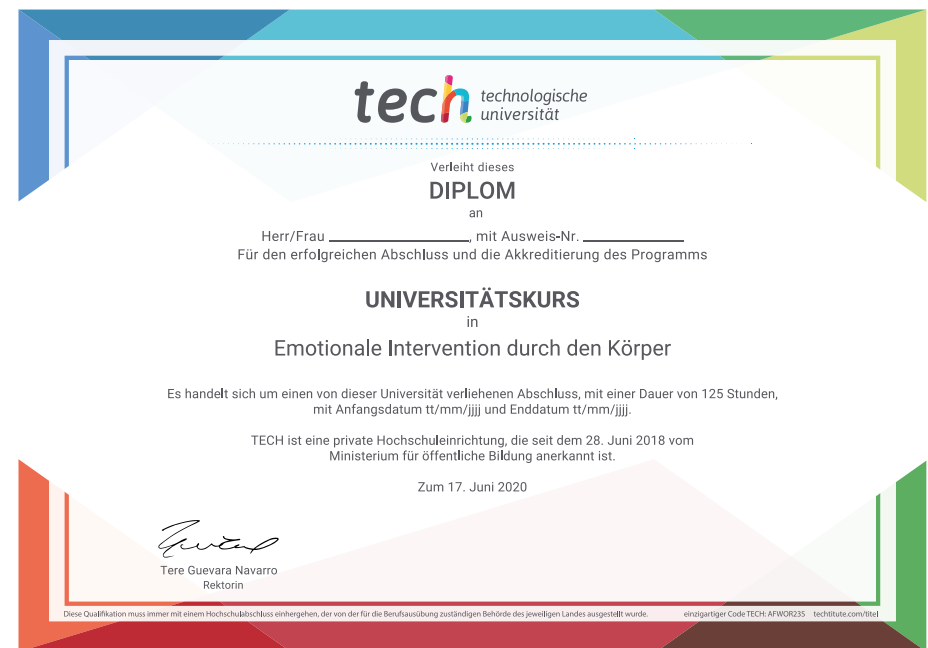 tech technologische
universität
Verleiht dieses
DIPLOM
an
Herr/Frau ____________, mit Ausweis-Nr. ____________
Für den erfolgreichen Abschluss und die Akkreditierung des Programms
UNIVERSITÄTSKURS
in
Emotionale Intervention durch den Körper
Es handelt sich um einen von dieser Universität verliehenen Abschluss, mit einer Dauer von 125 Stunden,
mit Anfangsdatum tt/mm/jjjj und Enddatum tt/mm/jjjj.
TECH ist eine private Hochschuleinrichtung, die seit dem 28. Juni 2018 vom
Ministerium für öffentliche Bildung anerkannt ist.
Zum 17. Juni 2020
Tere Guevara Navarro
Rektorin
Diese Qualifikation muss immer mit einem Hochschulabschluss einhergehen, der von der für die Berufsausübung zuständigen Behörde des jeweiligen Landes ausgestellt wurde. einzigartiger Code TECH: AFWOR23S techtitute.com/titel